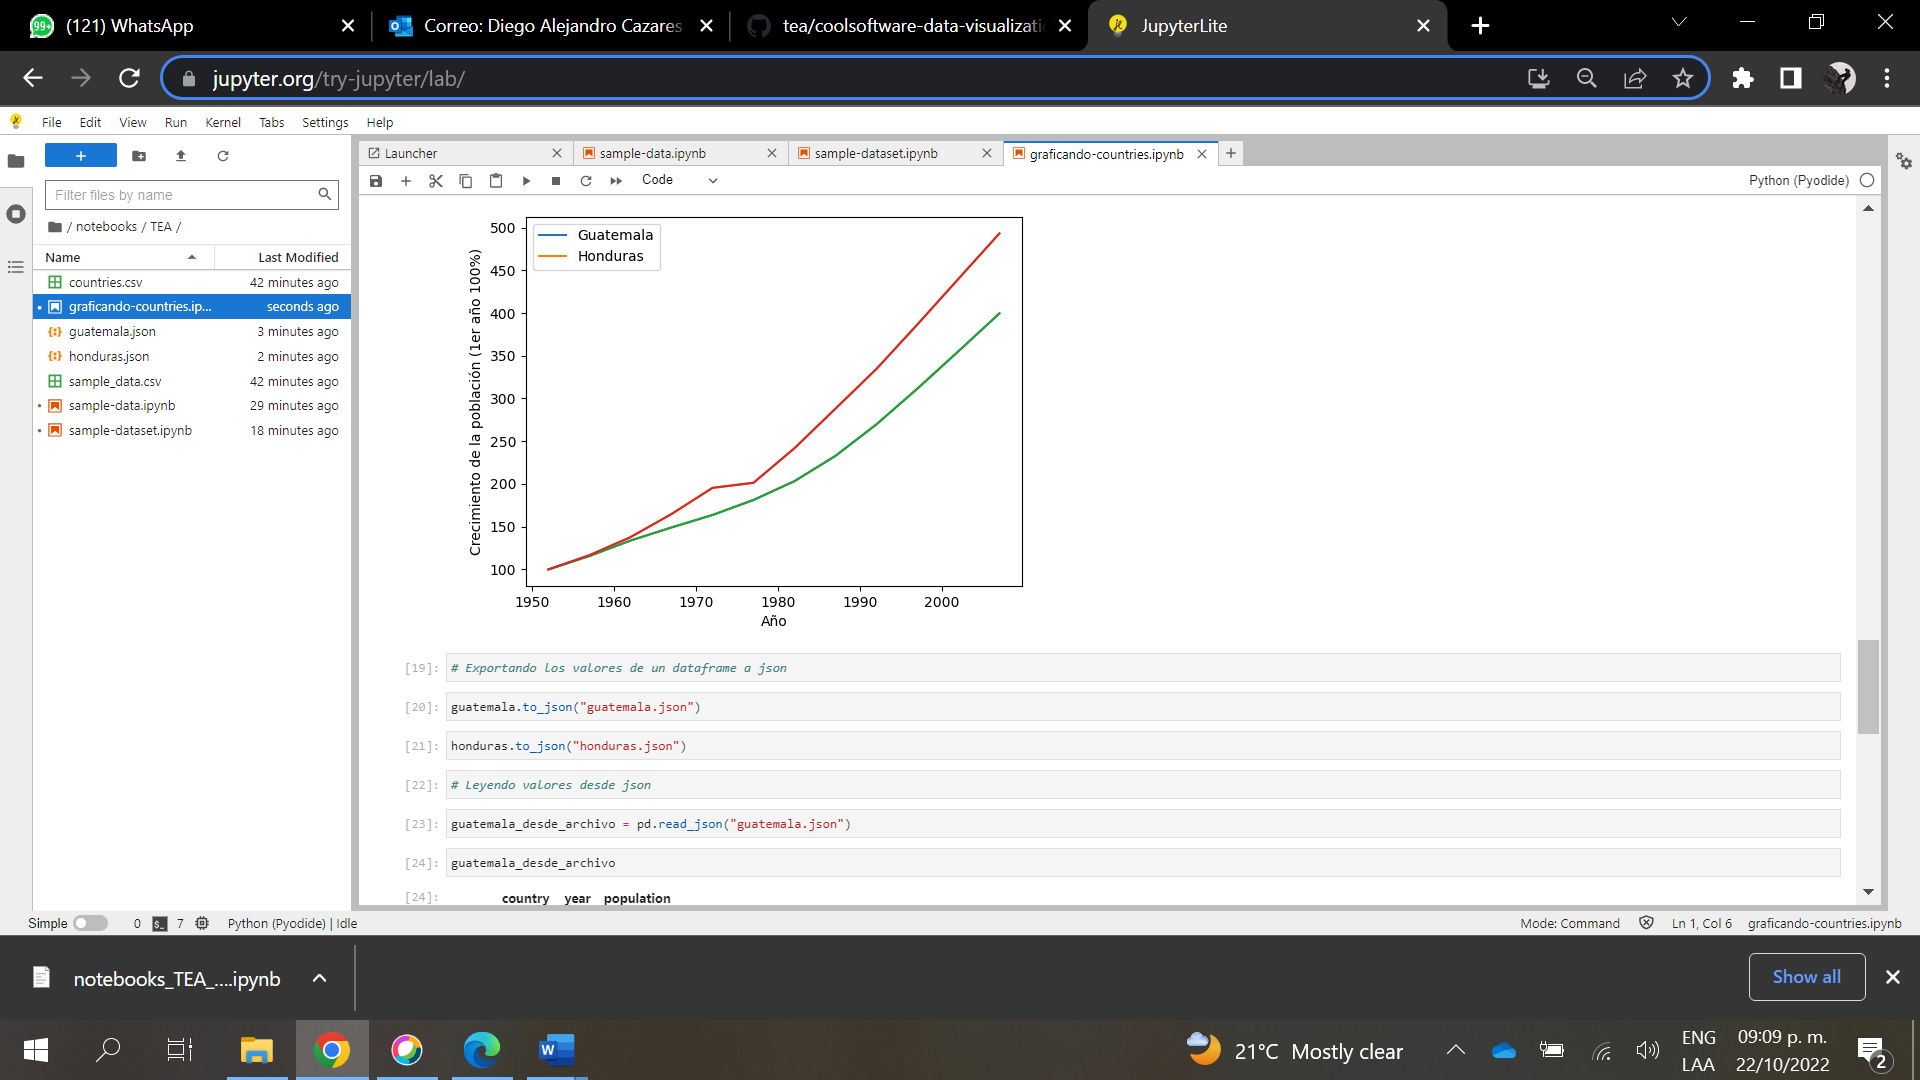 (121) WhatsApp
Correo: Diego Alejandro Cazares
tea/coolsoftware-data-visualizati
JupyterLite
jupyter.org/try-jupyter/lab/
File Edit View Run Kernel Tabs Settings Help
Launcher
sample-data.ipynb
sample-dataset.ipynb
graficando-countries.ipynb
Code
Python (Pyodide)
Filter files by name
/ notebooks / TEA /
Name Last Modified
countries.csv 42 minutes ago
graficando-countries.ip... seconds ago
guatemala.json 3 minutes ago
honduras.json 2 minutes ago
sample_data.csv 42 minutes ago
sample-data.ipynb 29 minutes ago
sample-dataset.ipynb 18 minutes ago
Guatemala
Honduras
Crecimiento de la población (1er año 100%)
500
450
400
350
300
250
200
150
100
1950 1960 1970 1980 1990 2000
Año
[19]: # Exportando los valores de un dataframe a json
[20]: guatemala.to_json("guatemala.json")
[21]: honduras.to_json("honduras.json")
[22]: # Leyendo valores desde json
[23]: guatemala_desde_archivo = pd.read_json("guatemala.json")
[24]: guatemala_desde_archivo
[24]: country year population
Simple 0 7 Python (Pyodide) | Idle
Mode: Command Ln 1, Col 6 graficando-countries.ipynb
notebooks_TEA_....ipynb
Show all
21°C Mostly clear
ENG
LAA
09:09 p. m.
22/10/2022
2